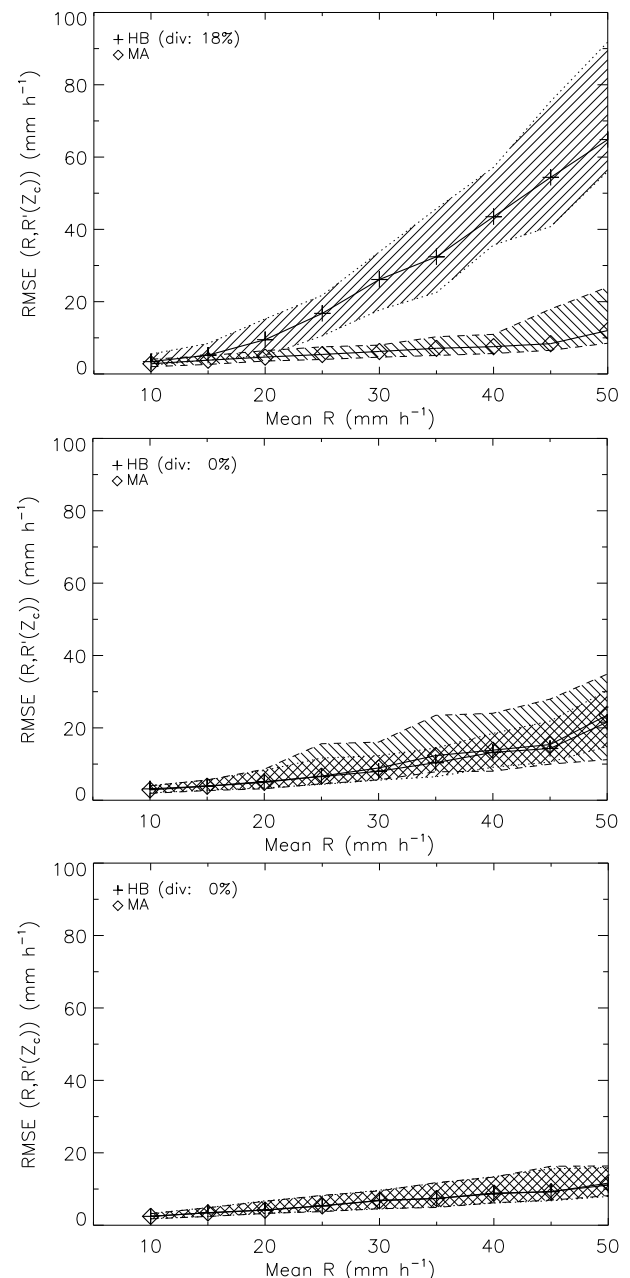 100
80
60
40
20
0
RMSE (R,R'(Z_c)) (mm h⁻¹)
+ HB (div: 18%)
◇ MA
10 20 30 40 50
Mean R (mm h⁻¹)
100
80
60
40
20
0
RMSE (R,R'(Z_c)) (mm h⁻¹)
+ HB (div: 0%)
◇ MA
10 20 30 40 50
Mean R (mm h⁻¹)
100
80
60
40
20
0
RMSE (R,R'(Z_c)) (mm h⁻¹)
+ HB (div: 0%)
◇ MA
10 20 30 40 50
Mean R (mm h⁻¹)